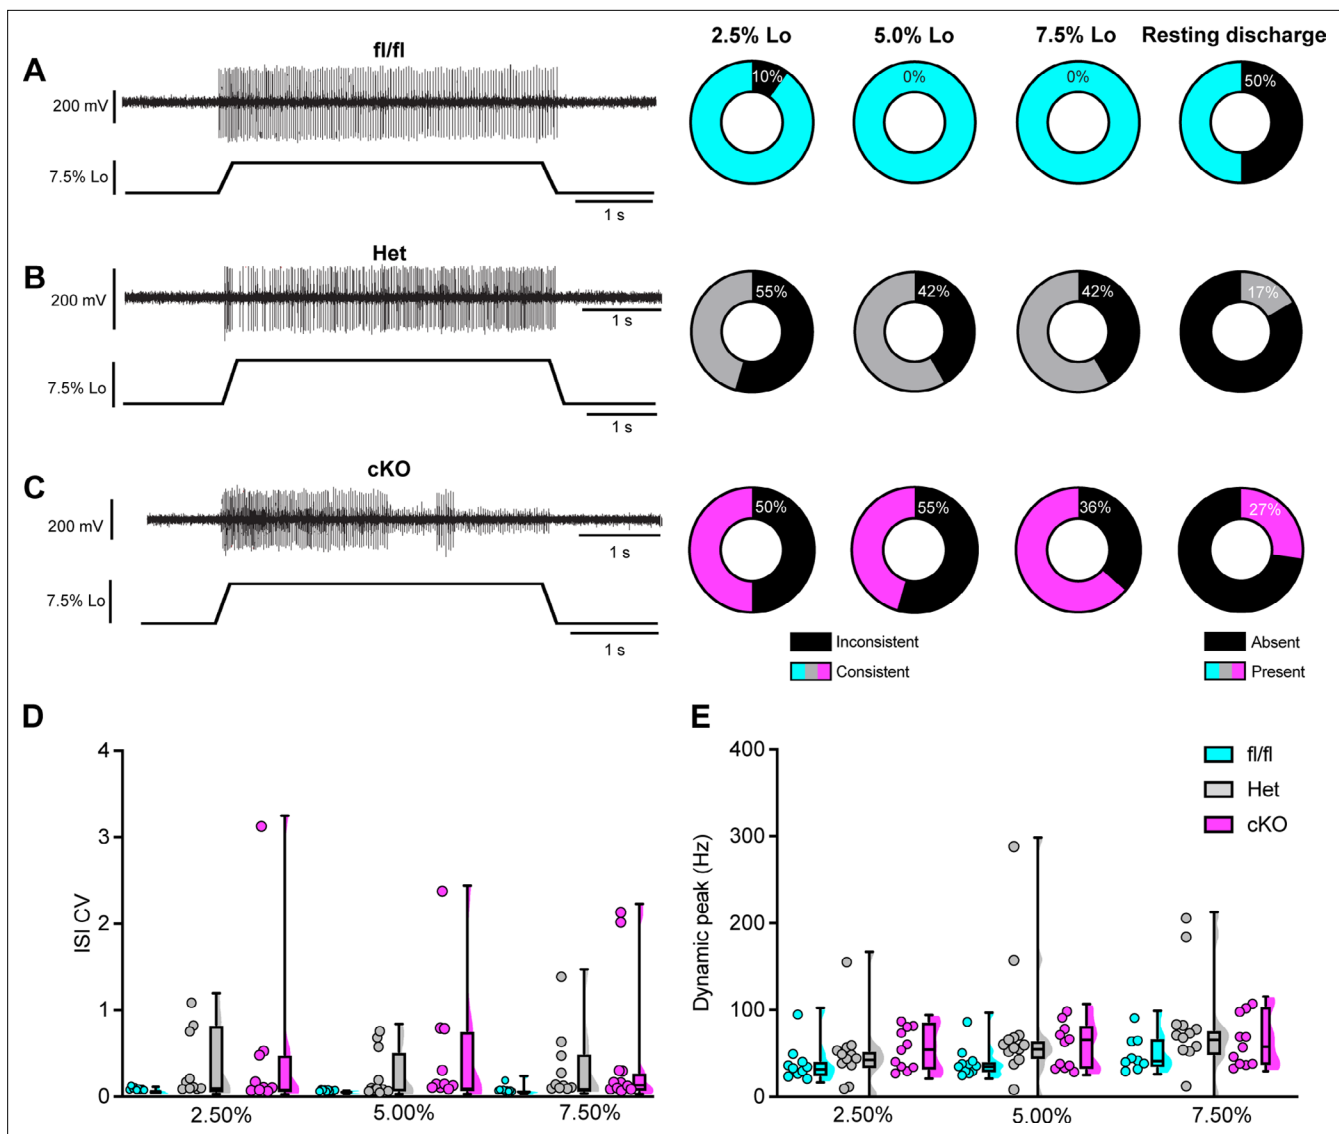 2.5% Lo 5.0% Lo 7.5% Lo Resting discharge
A fl/fl
200 mV
7.5% Lo
1 s
10% 0% 0% 50%
B Het
200 mV
1 s
7.5% Lo
1 s
55% 42% 42% 17%
C cKO
200 mV
1 s
7.5% Lo
1 s
50% 55% 36% 27%
Inconsistent
Consistent
Absent
Present
D
ISI CV
4
3
2
1
0
2.50% 5.00% 7.50%
E
Dynamic peak (Hz)
400
300
200
100
0
fl/fl
Het
cKO
2.50% 5.00% 7.50%